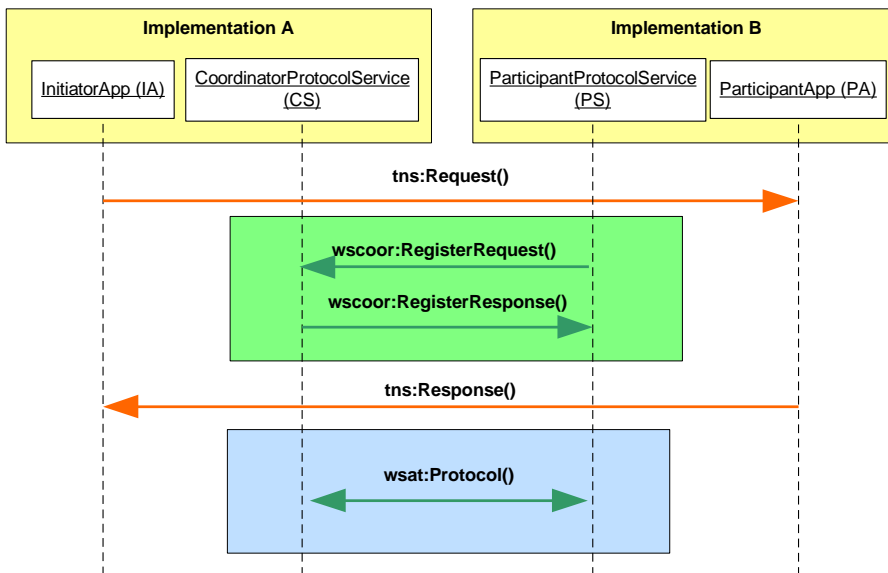 Implementation A
Implementation B
InitiatorApp (IA)
CoordinatorProtocolService
(CS)
ParticipantProtocolService
(PS)
ParticipantApp (PA)
tns:Request()
wscoor:RegisterRequest()
wscoor:RegisterResponse()
tns:Response()
wsat:Protocol()